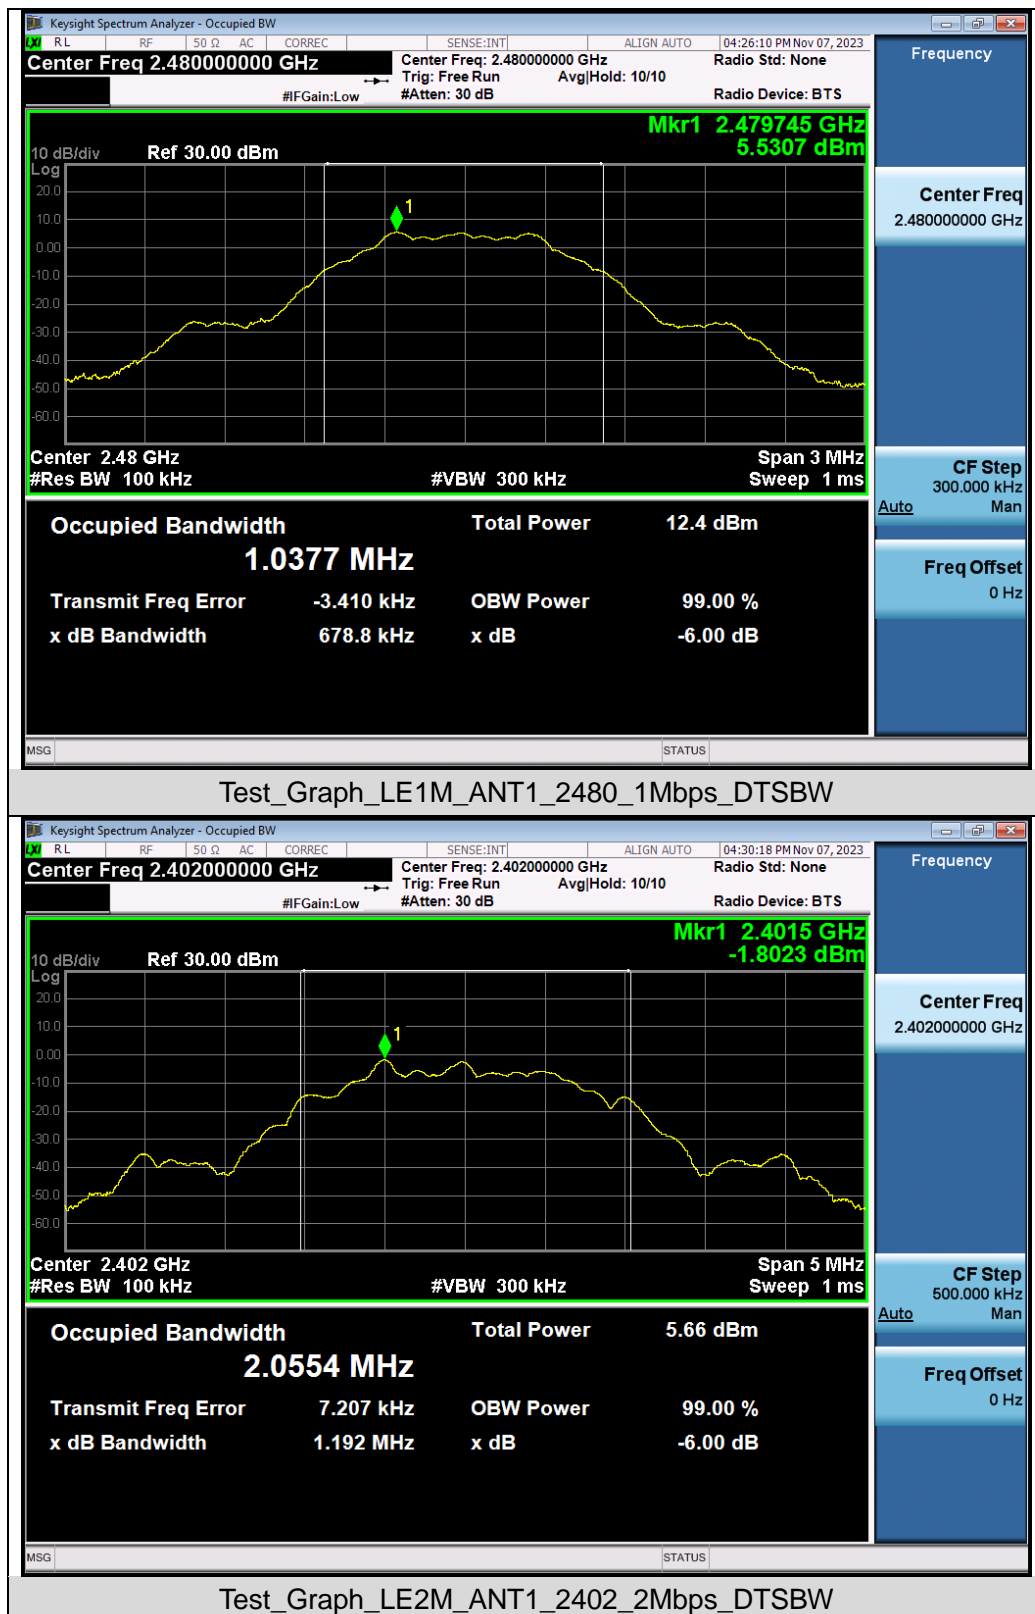 Keysight Spectrum Analyzer - Occupied BW
LXI RL RF 50 Ω AC CORREC SENSE:INT ALIGN AUTO 04:26:10 PM Nov 07, 2023
Center Freq 2.480000000 GHz
Center Freq: 2.480000000 GHz
Radio Std: None
Trig: Free Run Avg|Hold: 10/10
#IFGain:Low #Atten: 30 dB Radio Device: BTS
Frequency
Mkr1 2.479745 GHz
5.5307 dBm
10 dB/div Ref 30.00 dBm
Log
20.0
10.0
0.00
-10.0
-20.0
-30.0
-40.0
-50.0
-60.0
1
Center Freq
2.480000000 GHz
Center 2.48 GHz Span 3 MHz
#Res BW 100 kHz #VBW 300 kHz Sweep 1 ms
CF Step
300.000 kHz
Auto Man
Freq Offset
0 Hz
Occupied Bandwidth Total Power 12.4 dBm
1.0377 MHz
Transmit Freq Error -3.410 kHz OBW Power 99.00 %
x dB Bandwidth 678.8 kHz x dB -6.00 dB
MSG STATUS
Test_Graph_LE1M_ANT1_2480_1Mbps_DTSBW
Keysight Spectrum Analyzer - Occupied BW
LXI RL RF 50 Ω AC CORREC SENSE:INT ALIGN AUTO 04:30:18 PM Nov 07, 2023
Center Freq 2.402000000 GHz
Center Freq: 2.402000000 GHz
Radio Std: None
Trig: Free Run Avg|Hold: 10/10
#IFGain:Low #Atten: 30 dB Radio Device: BTS
Frequency
Mkr1 2.4015 GHz
-1.8023 dBm
10 dB/div Ref 30.00 dBm
Log
20.0
10.0
0.00
-10.0
-20.0
-30.0
-40.0
-50.0
-60.0
1
Center Freq
2.402000000 GHz
Center 2.402 GHz Span 5 MHz
#Res BW 100 kHz #VBW 300 kHz Sweep 1 ms
CF Step
500.000 kHz
Auto Man
Freq Offset
0 Hz
Occupied Bandwidth Total Power 5.66 dBm
2.0554 MHz
Transmit Freq Error 7.207 kHz OBW Power 99.00 %
x dB Bandwidth 1.192 MHz x dB -6.00 dB
MSG STATUS
Test_Graph_LE2M_ANT1_2402_2Mbps_DTSBW